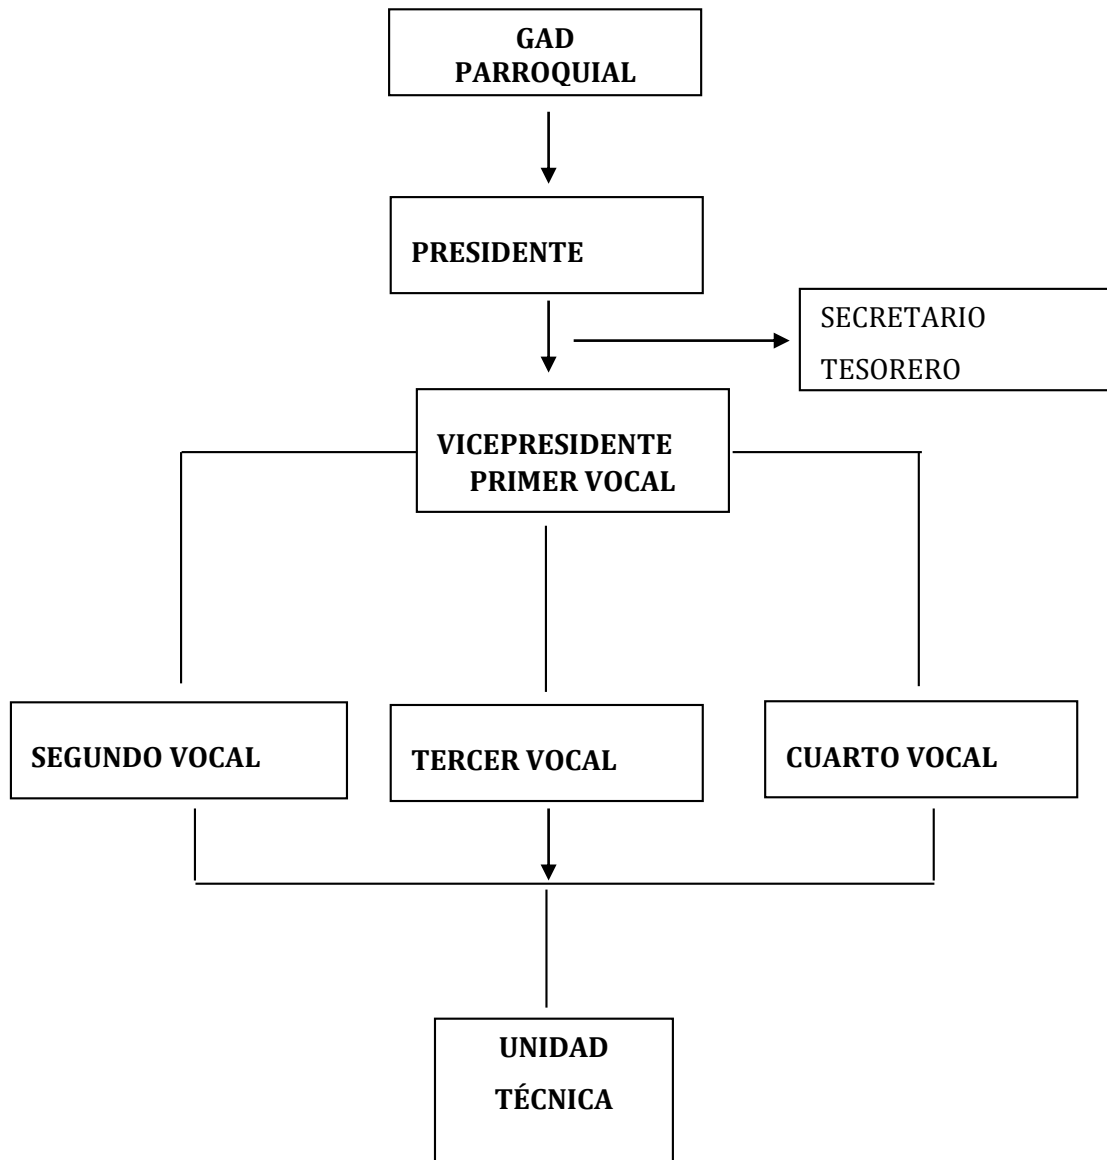 GAD
PARROQUIAL
PRESIDENTE
SECRETARIO
TESORERO
VICEPRESIDENTE
PRIMER VOCAL
SEGUNDO VOCAL
TERCER VOCAL
CUARTO VOCAL
UNIDAD
TÉCNICA